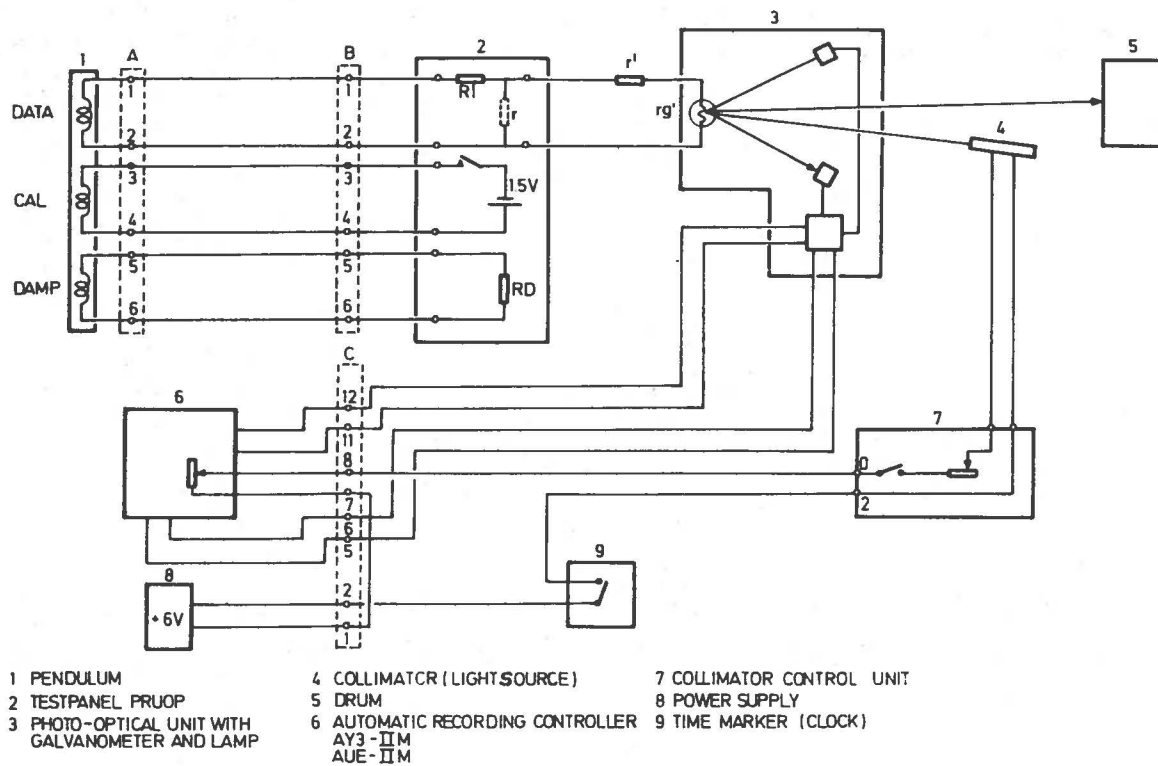 1
A
B
2
3
5
DATA
1
2
1
2
RT
r
r'
rg'
4
CAL
3
4
3
4
1.5V
DAMP
5
6
5
6
RD
C
6
12
11
8
7
6
5
2
1
7
0
2
9
8
+ 6V
1 PENDULUM
2 TESTPANEL PRUOP
3 PHOTO-OPTICAL UNIT WITH
GALVANOMETER AND LAMP
4 COLLIMATCR (LIGHTSOURCE)
5 DRUM
6 AUTOMATIC RECORDING CONTROLLER
AY3-IIM
AUE-IIM
7 COLLIMATOR CONTROL UNIT
8 POWER SUPPLY
9 TIME MARKER (CLOCK)